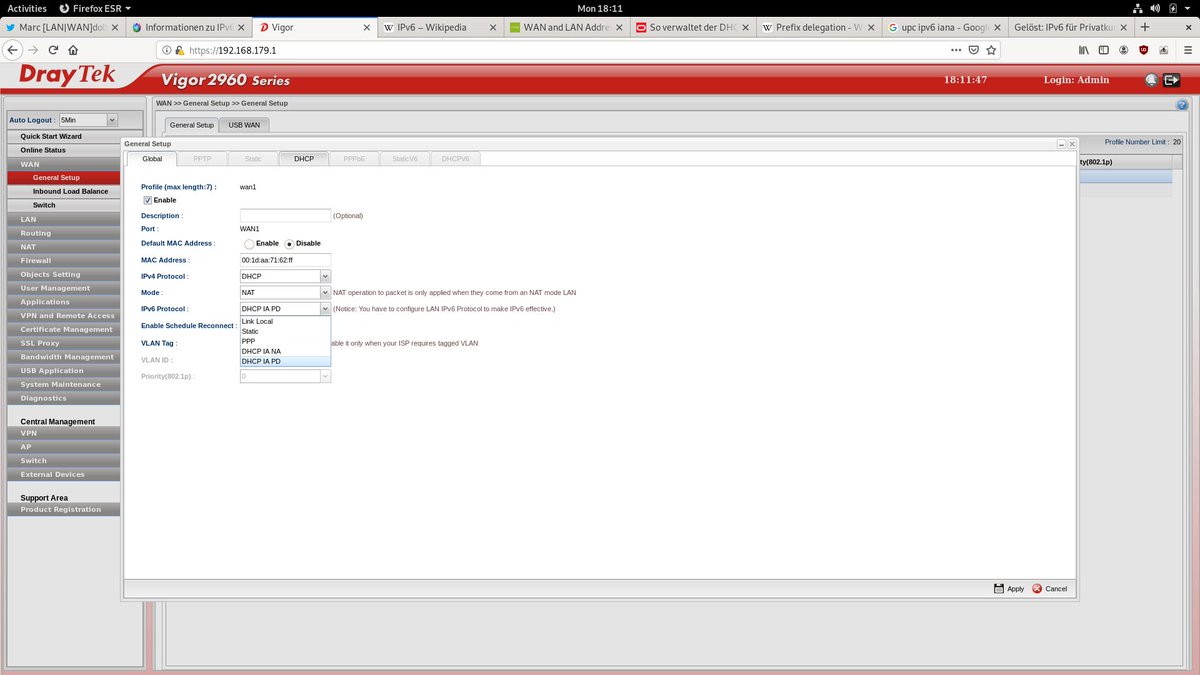 Activities Firefox ESR Mon 18:11
Marc [LAN|WAN]dol Informationen zu IPv6 Vigor IPv6 – Wikipedia WAN and LAN Addres So verwaltet der DHC Prefix delegation - W upc ipv6 iana - Google Gelöst: IPv6 für Privatkun
https://192.168.179.1
DrayTek Vigor2960 Series 18:11:47 Login: Admin
WAN >> General Setup >> General Setup
Auto Logout : 5Min
General Setup USB WAN
Quick Start Wizard
Online Status
WAN
General Setup
Inbound Load Balance
Switch
LAN
Routing
NAT
Firewall
Objects Setting
User Management
Applications
VPN and Remote Access
Certificate Management
SSL Proxy
Bandwidth Management
USB Application
System Maintenance
Diagnostics
Central Management
VPN
AP
Switch
External Devices
Support Area
Product Registration
Profile Number Limit : 20
ty(802.1p)
General Setup
Global PPTP Static DHCP PPPoE StaticV6 DHCPV6
Profile (max length:7) : wan1
Enable
Description : (Optional)
Port : WAN1
Default MAC Address : Enable Disable
MAC Address : 00:1d:aa:71:62:ff
IPv4 Protocol : DHCP
Mode : NAT NAT operation to packet is only applied when they come from an NAT mode LAN
IPv6 Protocol : DHCP IA PD (Notice: You have to configure LAN IPv6 Protocol to make IPv6 effective.)
Link Local
Static
PPP
DHCP IA NA
DHCP IA PD
Enable Schedule Reconnect :
VLAN Tag : able it only when your ISP requires tagged VLAN
VLAN ID :
Priority(802.1p) : 0
Apply Cancel